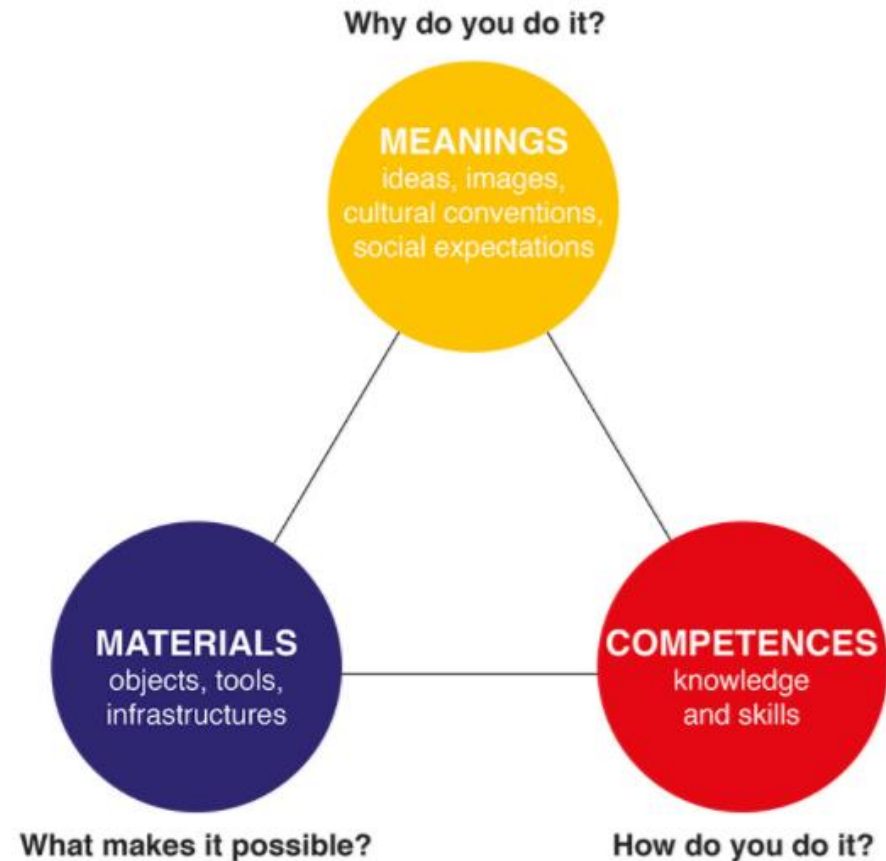 Why do you do it?
MEANINGS
ideas, images,
cultural conventions,
social expectations
MATERIALS
objects, tools,
infrastructures
COMPETENCES
knowledge
and skills
What makes it possible?
How do you do it?